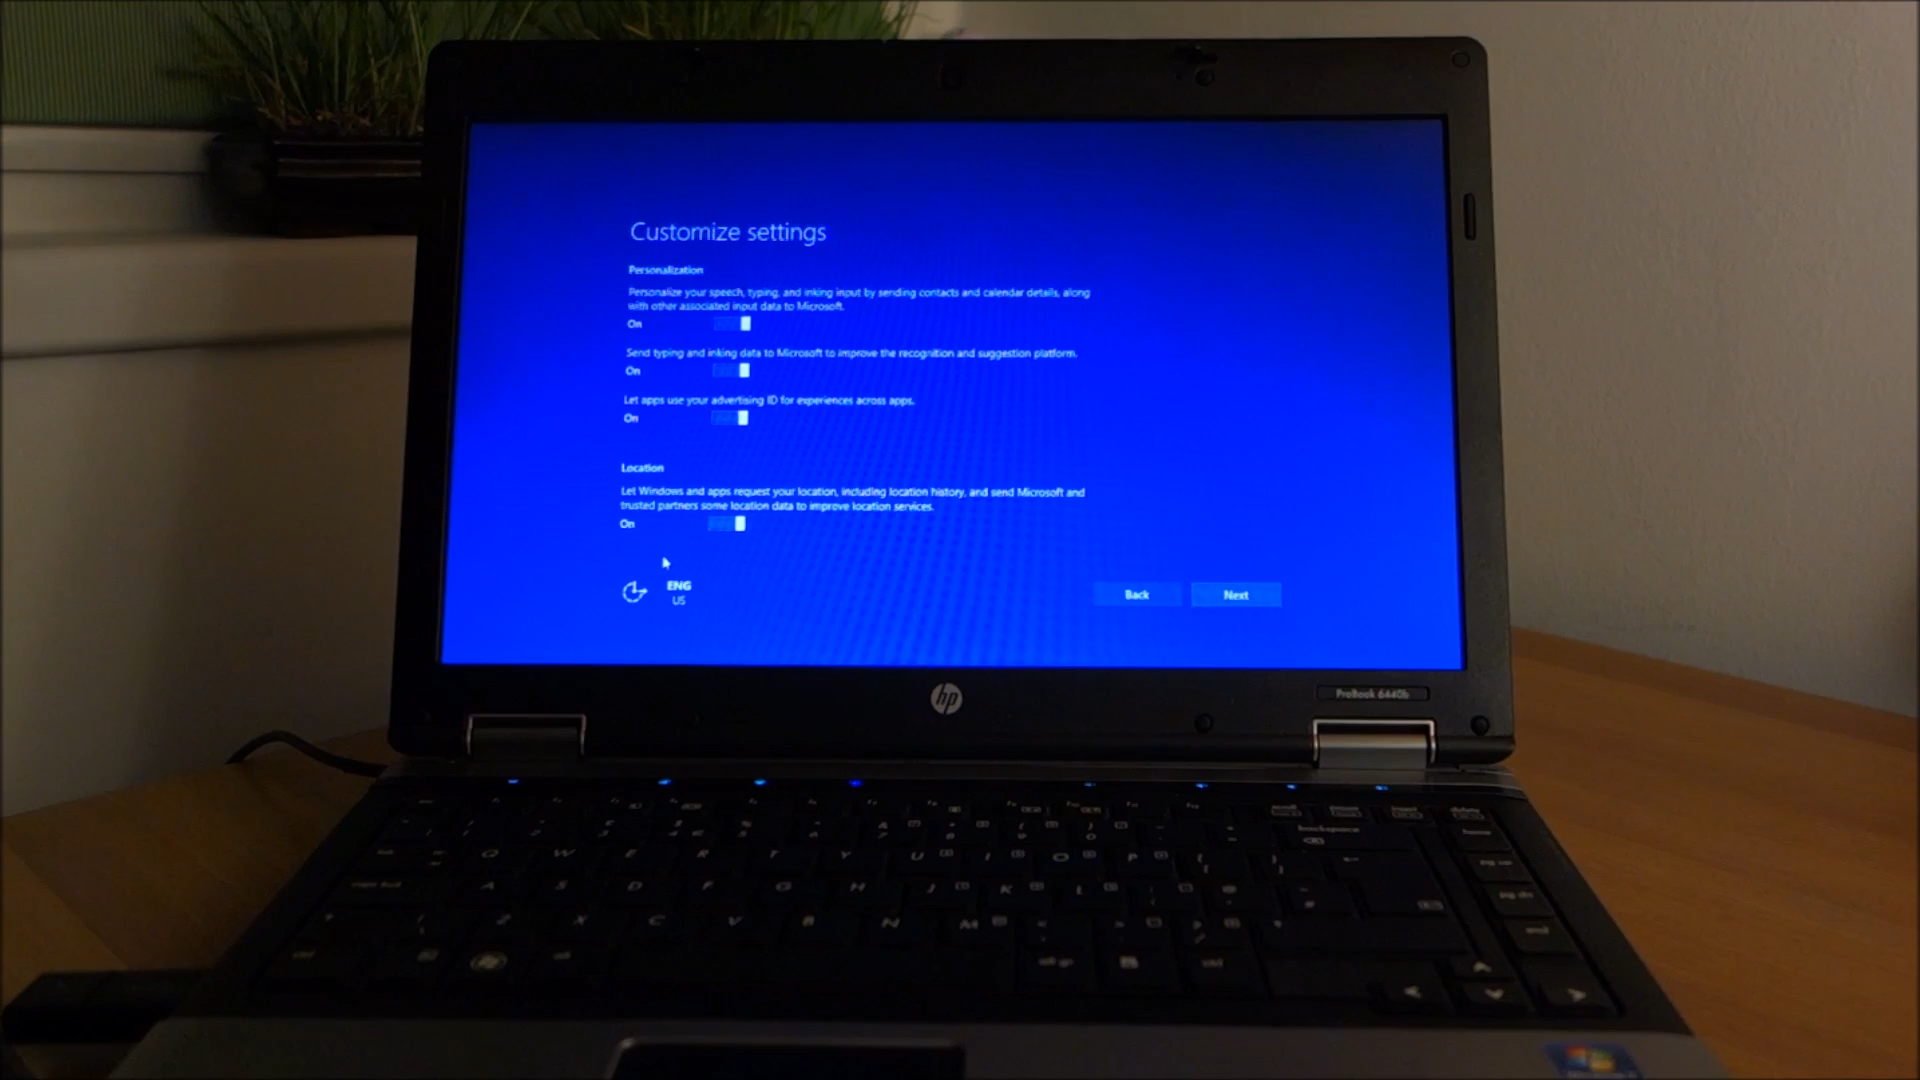 Customize settings
Personalization
Personalize your speech, typing, and inking input by sending contacts and calendar details, along
with other associated input data to Microsoft.
On
Send typing and inking data to Microsoft to improve the recognition and suggestion platform.
On
Let apps use your advertising ID for experiences across apps.
On
Location
Let Windows and apps request your location, including location history, and send Microsoft and
trusted partners some location data to improve location services.
On
ENG
US
Back
Next
hp
ProBook 6440b
backspace
home
Q W E R T Y U I O P
A S D F G H J K L
Z X C V B N M